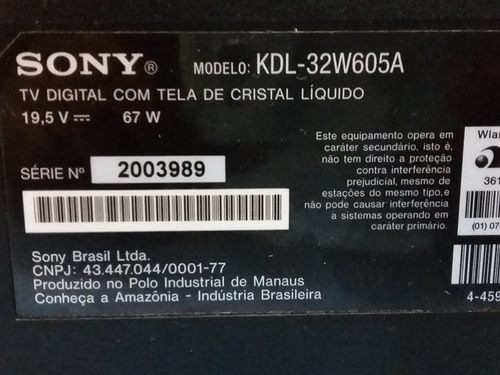 SONY® MODELO: KDL-32W605A
TV DIGITAL COM TELA DE CRISTAL LÍQUIDO
19,5 V 67 W
SÉRIE Nº 2003989
Este equipamento opera em
caráter secundário, isto é,
não tem direito a proteção
contra interferência
prejudicial, mesmo de
estações do mesmo tipo,e
não pode causar interferência
a sistemas operando em
caráter primário.
Sony Brasil Ltda.
CNPJ: 43.447.044/0001-77
Produzido no Polo Industrial de Manaus
Conheça a Amazônia - Indústria Brasileira